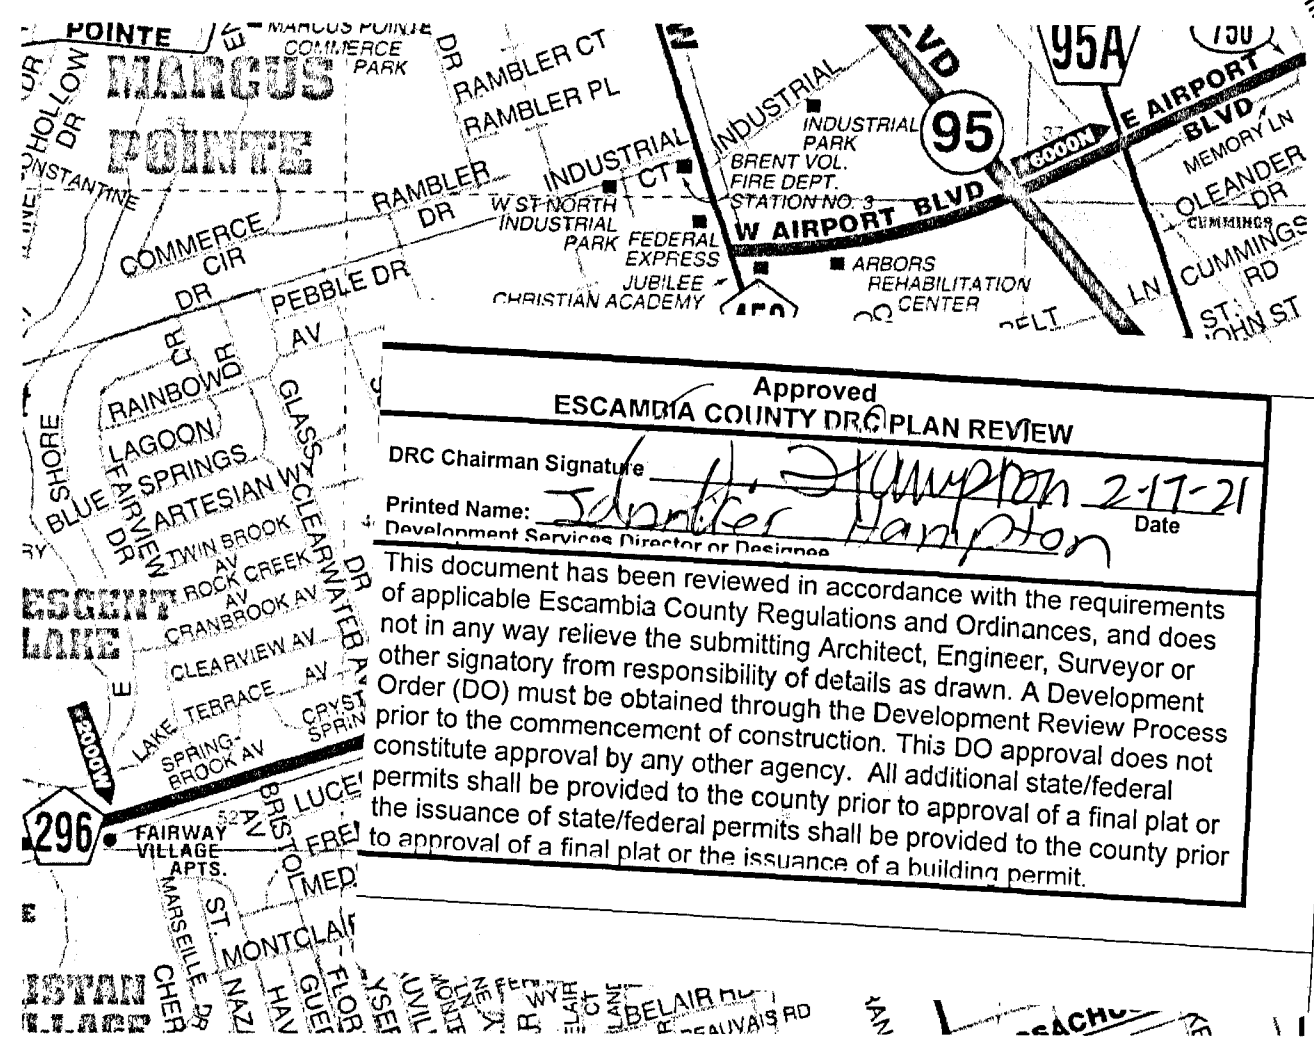 POINTE
MARCUS POINTE
COMMERCE
PARK
DR
HOLLOW
DR
MARCUS
POINTE
DR
RAMBLER CT
RAMBLER PL
N
INDUSTRIAL
INDUSTRIAL
PARK
BRENT VOL.
FIRE DEPT.
STATION NO. 3
95
95A
750
6000N
E AIRPORT
BLVD
MEMORY LN
OLEANDER
DR
CUMMINGS
CUMMINGS
RD
INDUSTRIAL
CT
W ST NORTH
INDUSTRIAL
PARK
FEDERAL
EXPRESS
JUBILEE
CHRISTIAN ACADEMY
W AIRPORT BLVD
ARBORS
REHABILITATION
CENTER
LN
ST.
RAMBLER
DR
COMMERCE
CIR
DR
PEBBLE DR
AV
CR
DR
RAINBOW
LAGOON
BLUE SPRINGS
SHORE
FAIRVIEW
DR
ARTESIAN WY
GLASS
CLEARWATER
DR
TWIN BROOK
AV
ROCK CREEK
AV
CRANBROOK AV
CLEARVIEW AV
LAKE TERRACE AV
SPRING-
BROOK AV
LAKE
E
2000W
296
FAIRWAY
VILLAGE
APTS.
52
AV
BRISTOL
MARSEILLE DR
ST.
Approved
ESCAMBIA COUNTY DRC PLAN REVIEW
DRC Chairman Signature H. Hampton 2-17-21
Date
Printed Name: Hampton
Development Services Director or Designee
This document has been reviewed in accordance with the requirements
of applicable Escambia County Regulations and Ordinances, and does
not in any way relieve the submitting Architect, Engineer, Surveyor or
other signatory from responsibility of details as drawn. A Development
Order (DO) must be obtained through the Development Review Process
prior to the commencement of construction. This DO approval does not
constitute approval by any other agency. All additional state/federal
permits shall be provided to the county prior to approval of a final plat or
the issuance of state/federal permits shall be provided to the county prior
to approval of a final plat or the issuance of a building permit.
BELAIR
BEAUVAIS RD